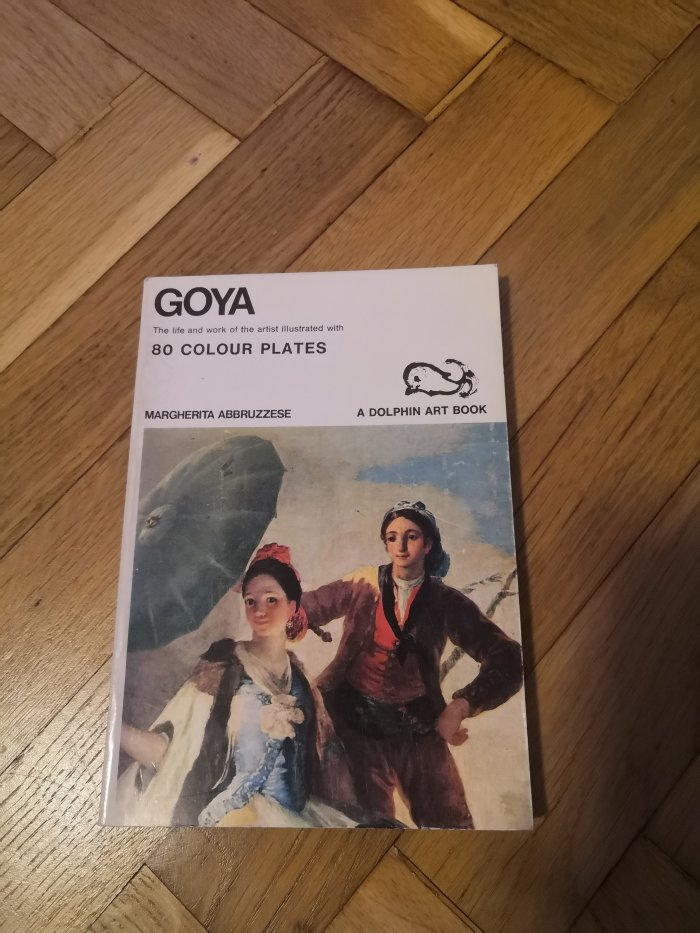 GOYA
The life and work of the artist illustrated with
80 COLOUR PLATES
MARGHERITA ABBRUZZESE
A DOLPHIN ART BOOK